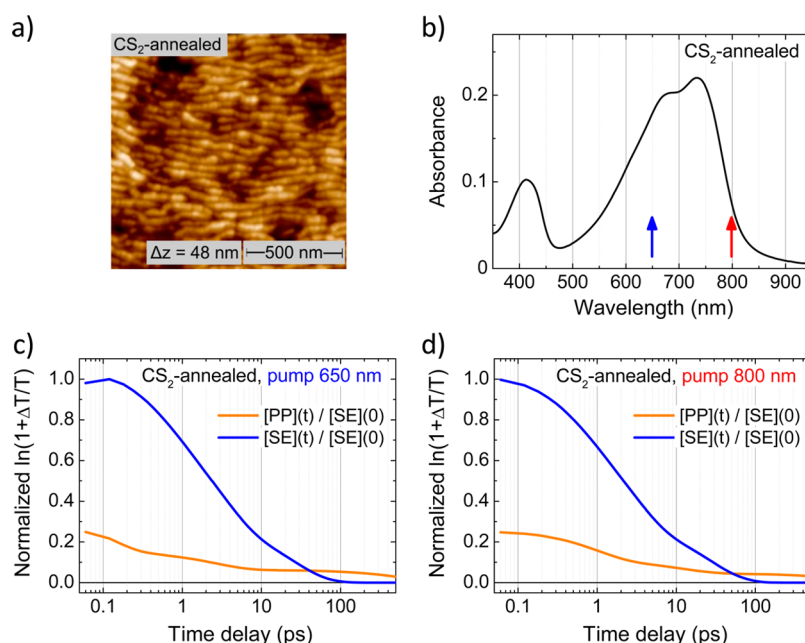 a)
CS₂-annealed
Δz = 48 nm
500 nm
b)
CS₂-annealed
Absorbance
0.2
0.1
0
400 500 600 700 800 900
Wavelength (nm)
c)
CS₂-annealed, pump 650 nm
[PP](t) / [SE](0)
[SE](t) / [SE](0)
Normalized ln(1+ΔT/T)
1.0
0.8
0.6
0.4
0.2
0.0
0.1 1 10 100
Time delay (ps)
d)
CS₂-annealed, pump 800 nm
[PP](t) / [SE](0)
[SE](t) / [SE](0)
Normalized ln(1+ΔT/T)
1.0
0.8
0.6
0.4
0.2
0.0
0.1 1 10 100
Time delay (ps)